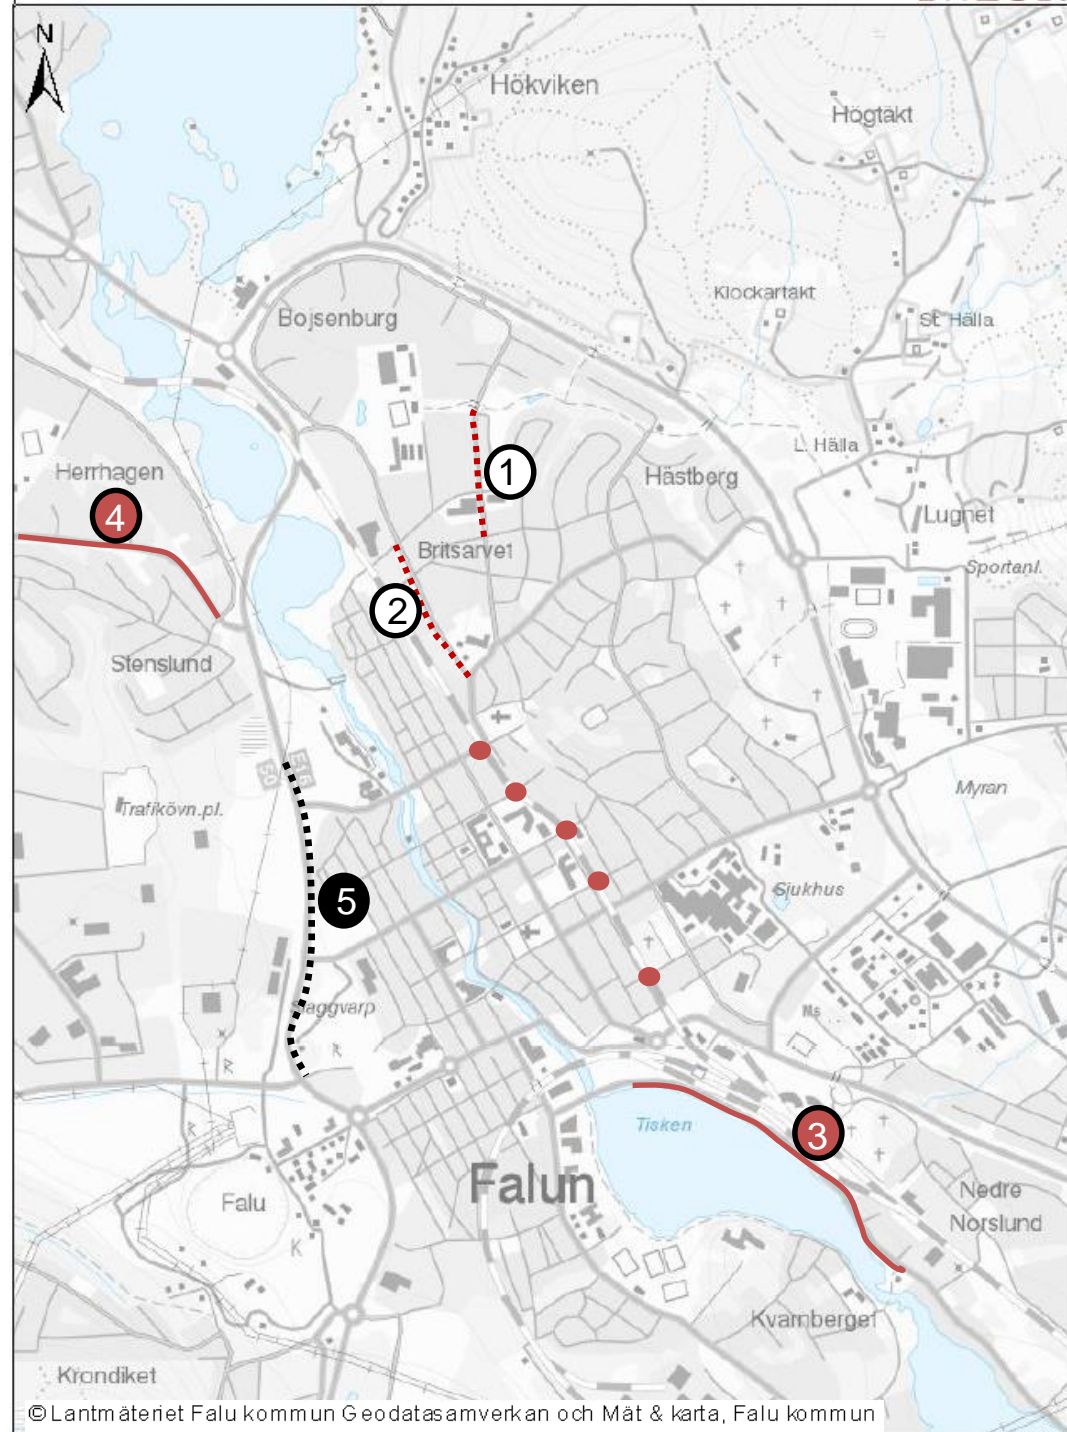 N
Hökviken
Högtäkt
Klockartäkt
St Hälla
Bojsenburg
L. Hälla
Herrhagen
1
Hästberg
4
Lugnet
Britsarvet
Sportanl.
2
Stenslund
Trafikövn.pl.
Myran
5
Sjukhus
Slaggvarp
Ms
R
R
R
Tisken
3
Falun
Nedre
Norslund
Falu
K
Kvarnberget
Krondiket
© Lantmäteriet Falu kommun Geodatasamverkan och Mät & karta, Falu kommun